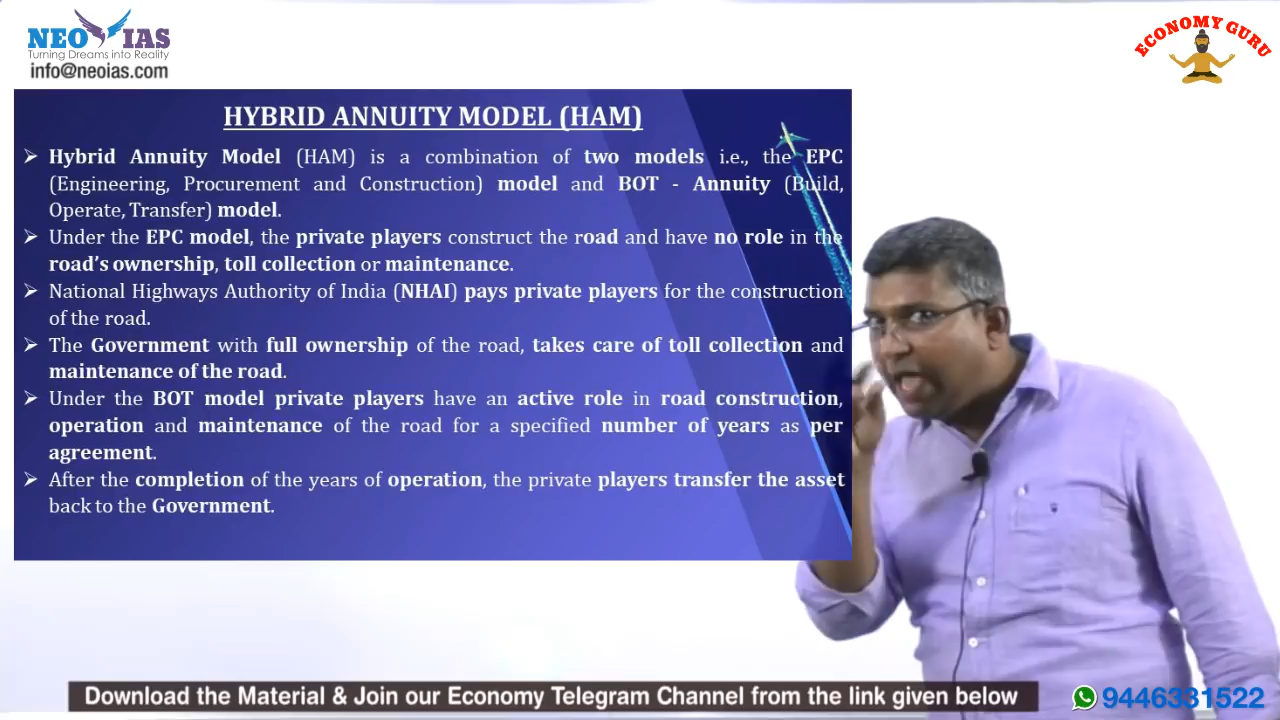 NEO IAS
Turning Dreams into Reality
info@neoias.com
ECONOMY GURU
HYBRID ANNUITY MODEL (HAM)
➢ Hybrid Annuity Model (HAM) is a combination of two models i.e., the EPC
(Engineering, Procurement and Construction) model and BOT - Annuity (Build,
Operate, Transfer) model.
➢ Under the EPC model, the private players construct the road and have no role in the
road's ownership, toll collection or maintenance.
➢ National Highways Authority of India (NHAI) pays private players for the construction
of the road.
➢ The Government with full ownership of the road, takes care of toll collection and
maintenance of the road.
➢ Under the BOT model private players have an active role in road construction,
operation and maintenance of the road for a specified number of years as per
agreement.
➢ After the completion of the years of operation, the private players transfer the asset
back to the Government.
Download the Material & Join our Economy Telegram Channel from the link given below
9446331522